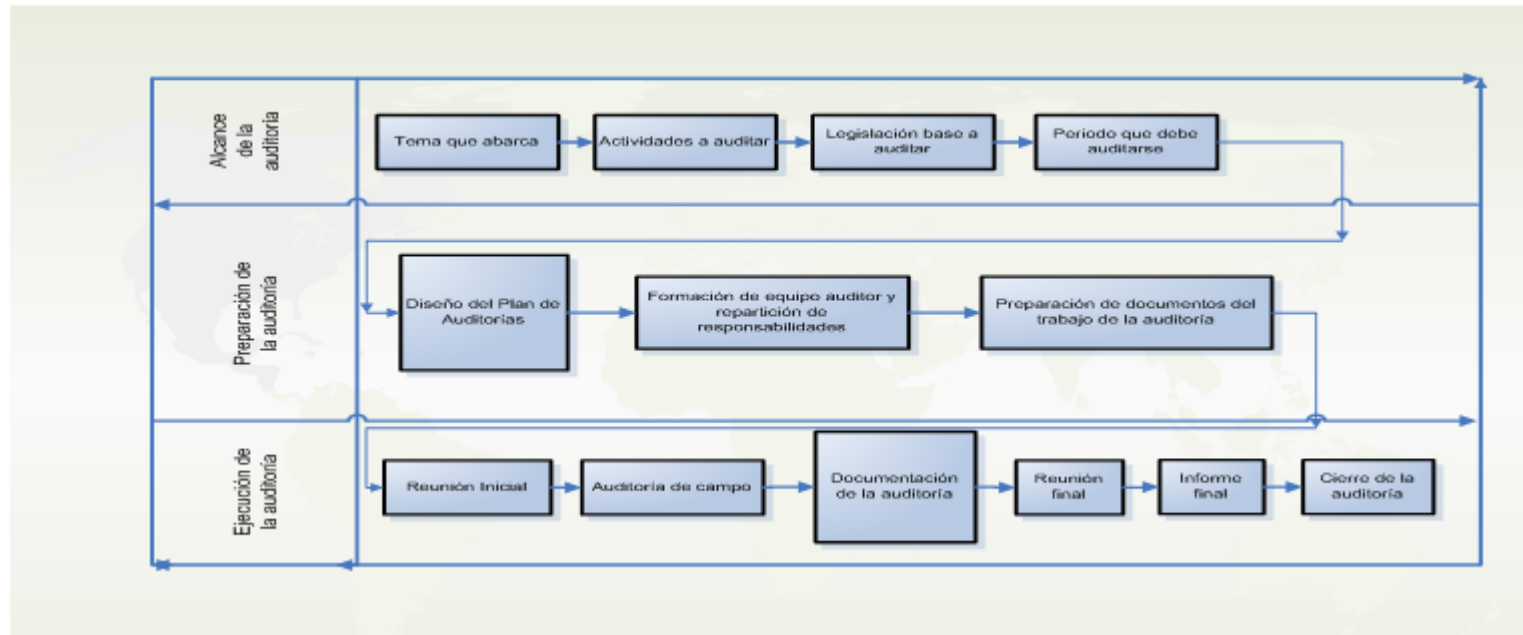 Alcance
de la
auditoría
Tema que abarca
Actividades a auditar
Legislación base a
auditar
Periodo que debe
auditarse
Preparación de
la auditoría
Diseño del Plan de
Auditorías
Formación de equipo auditor y
repartición de
responsabilidades
Preparación de documentos del
trabajo de la auditoría
Ejecución de
la auditoría
Reunión Inicial
Auditoría de campo
Documentación
de la auditoría
Reunión
final
Informe
final
Cierre de la
auditoría